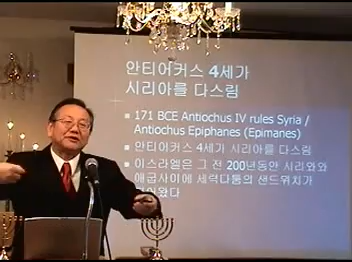 안티어커스 4세가
시리아를 다스림
171 BCE Antiochus IV rules Syria /
Antiochus Epiphanes (Epimanes)
안티어커스 4세가 시리아를 다스림
이스라엘은 그 전 200년동안 시리와와
애굽사이에 세력다툼의 샌드위치가